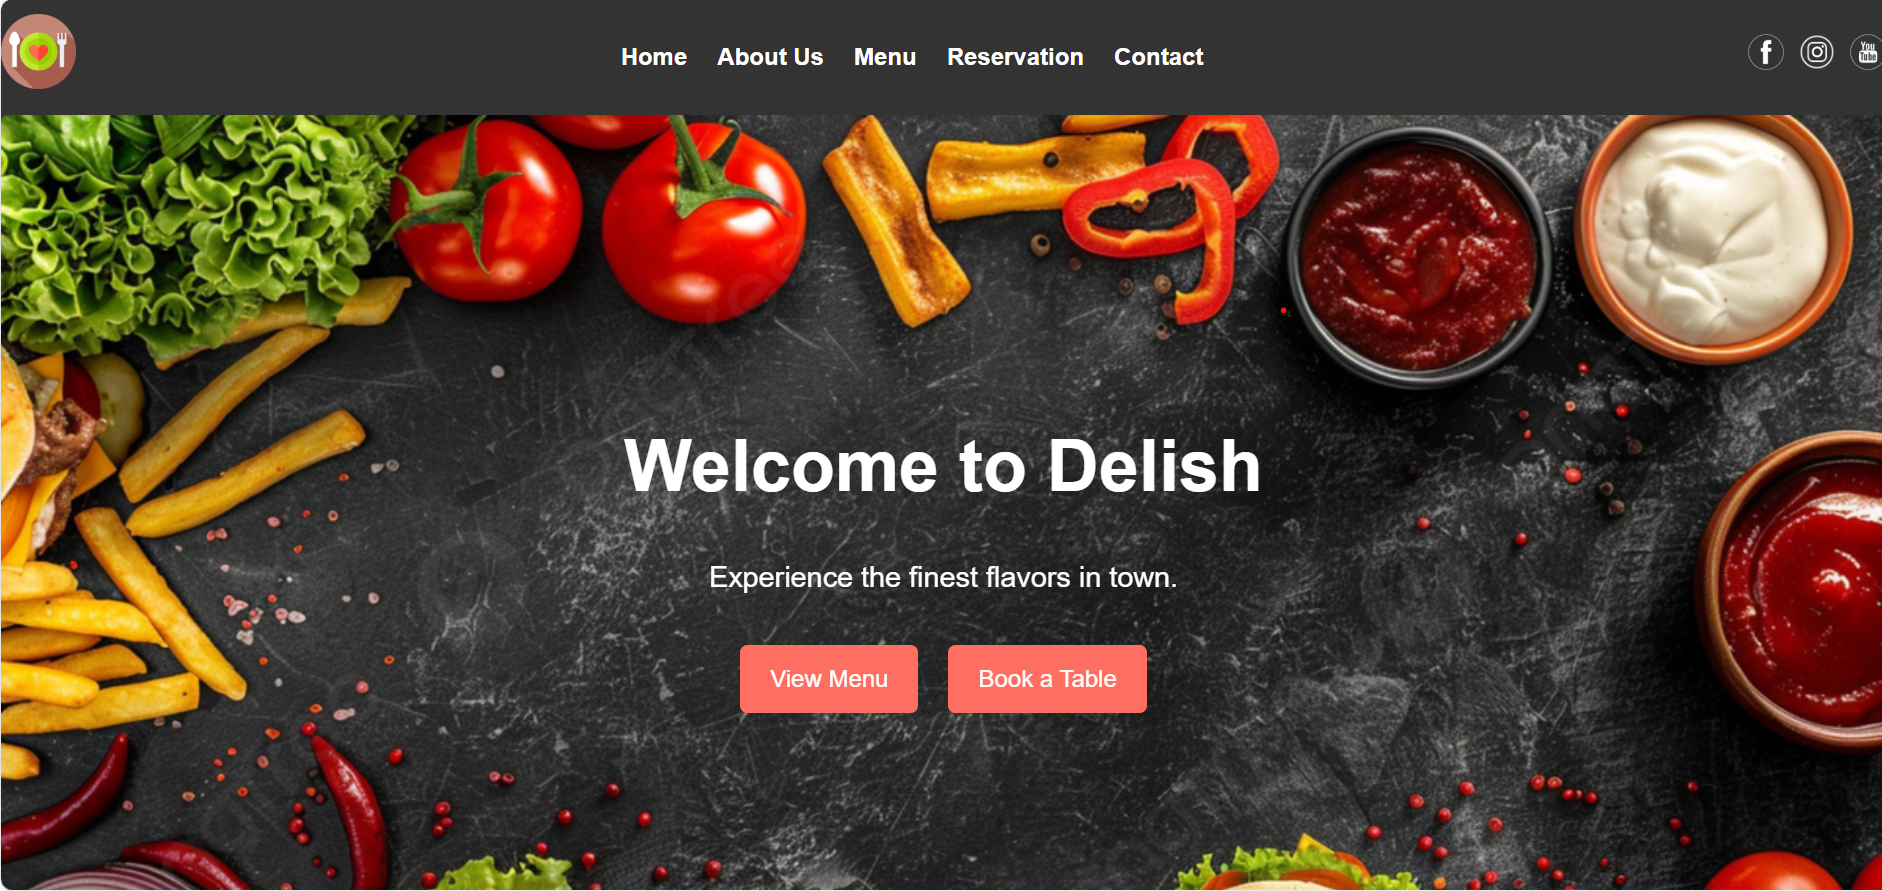 Home About Us Menu Reservation Contact
You
Tube
Welcome to Delish
Experience the finest flavors in town.
View Menu Book a Table